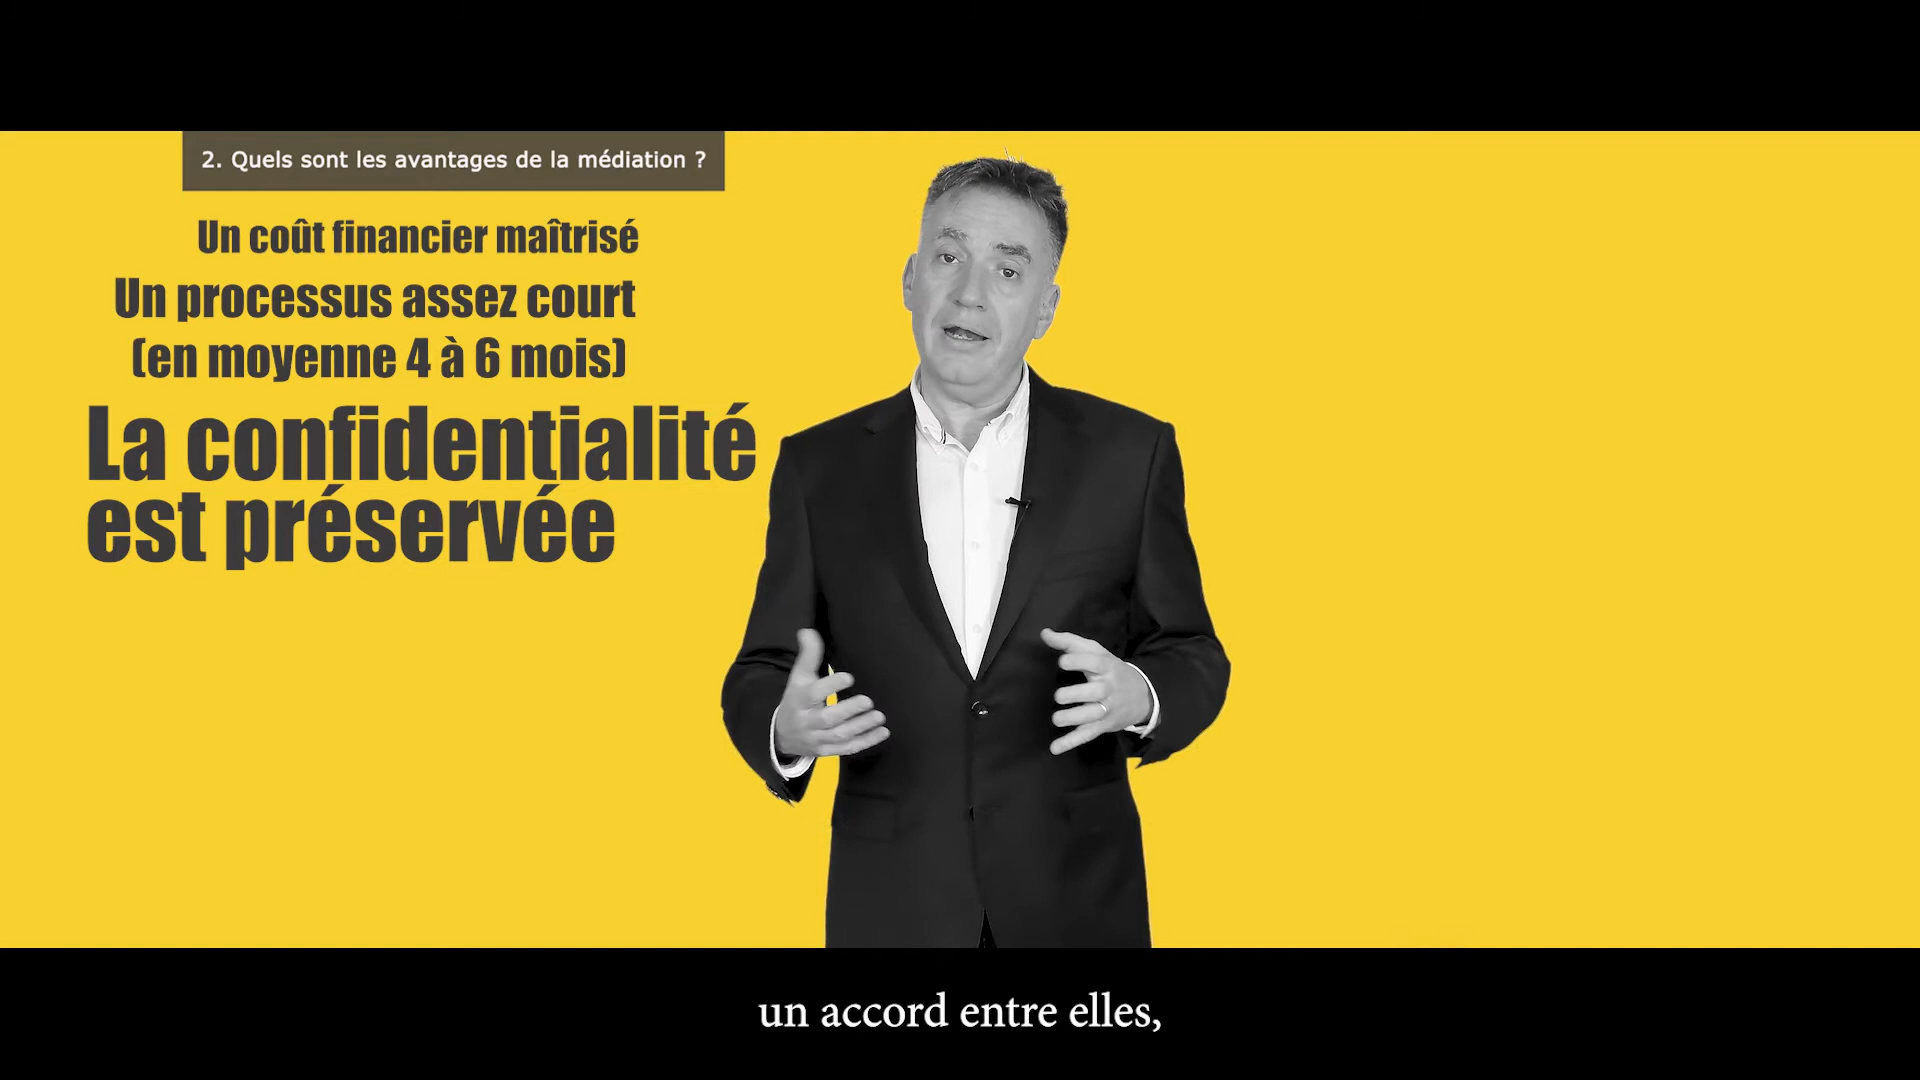 2. Quels sont les avantages de la médiation ?
Un coût financier maîtrisé
Un processus assez court
(en moyenne 4 à 6 mois)
La confidentialité
est préservée
un accord entre elles,